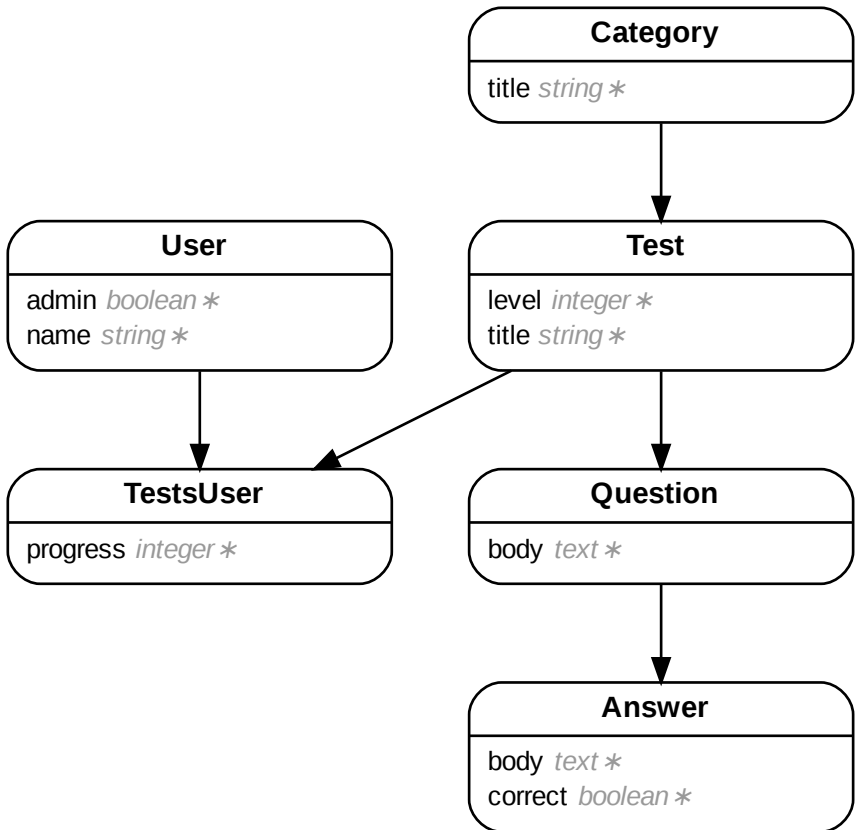 Category
title string∗
User
admin boolean∗
name string∗
Test
level integer∗
title string∗
TestsUser
progress integer∗
Question
body text∗
Answer
body text∗
correct boolean∗